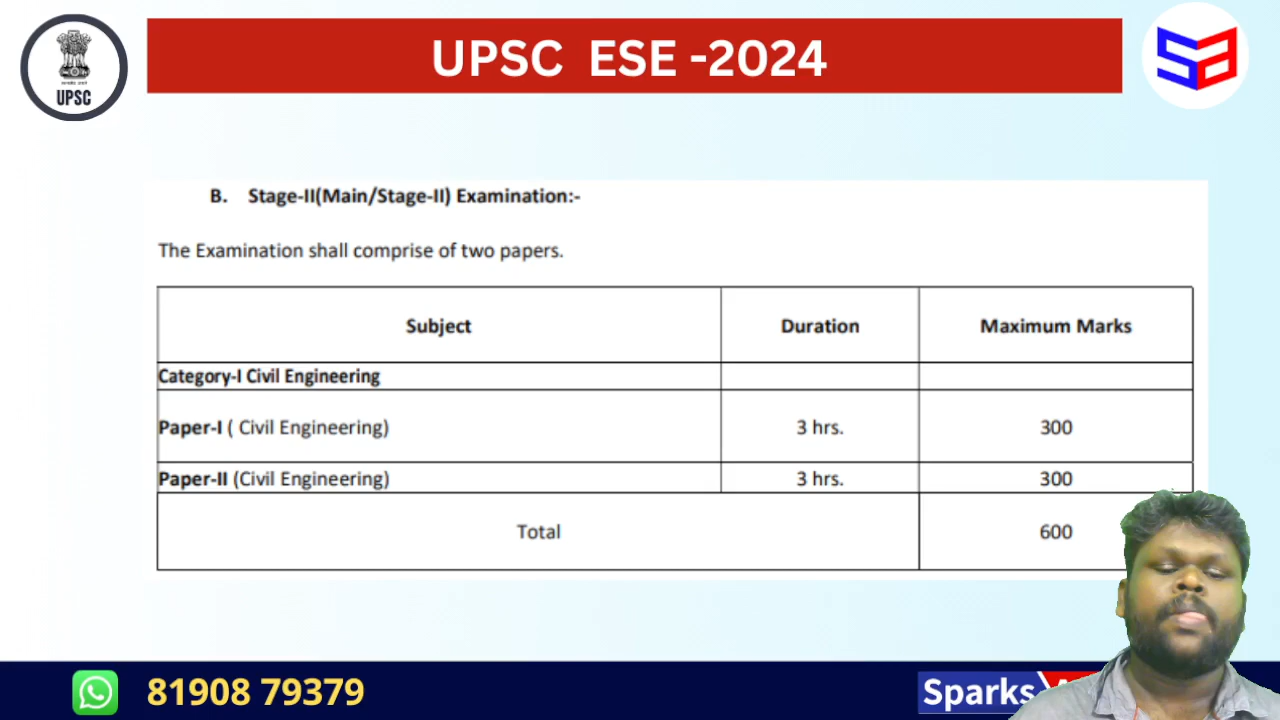 UPSC ESE -2024
UPSC
B. Stage-II(Main/Stage-II) Examination:-
The Examination shall comprise of two papers.
Subject Duration Maximum Marks
Category-I Civil Engineering
Paper-I ( Civil Engineering) 3 hrs. 300
Paper-II (Civil Engineering) 3 hrs. 300
Total 600
81908 79379
Sparks